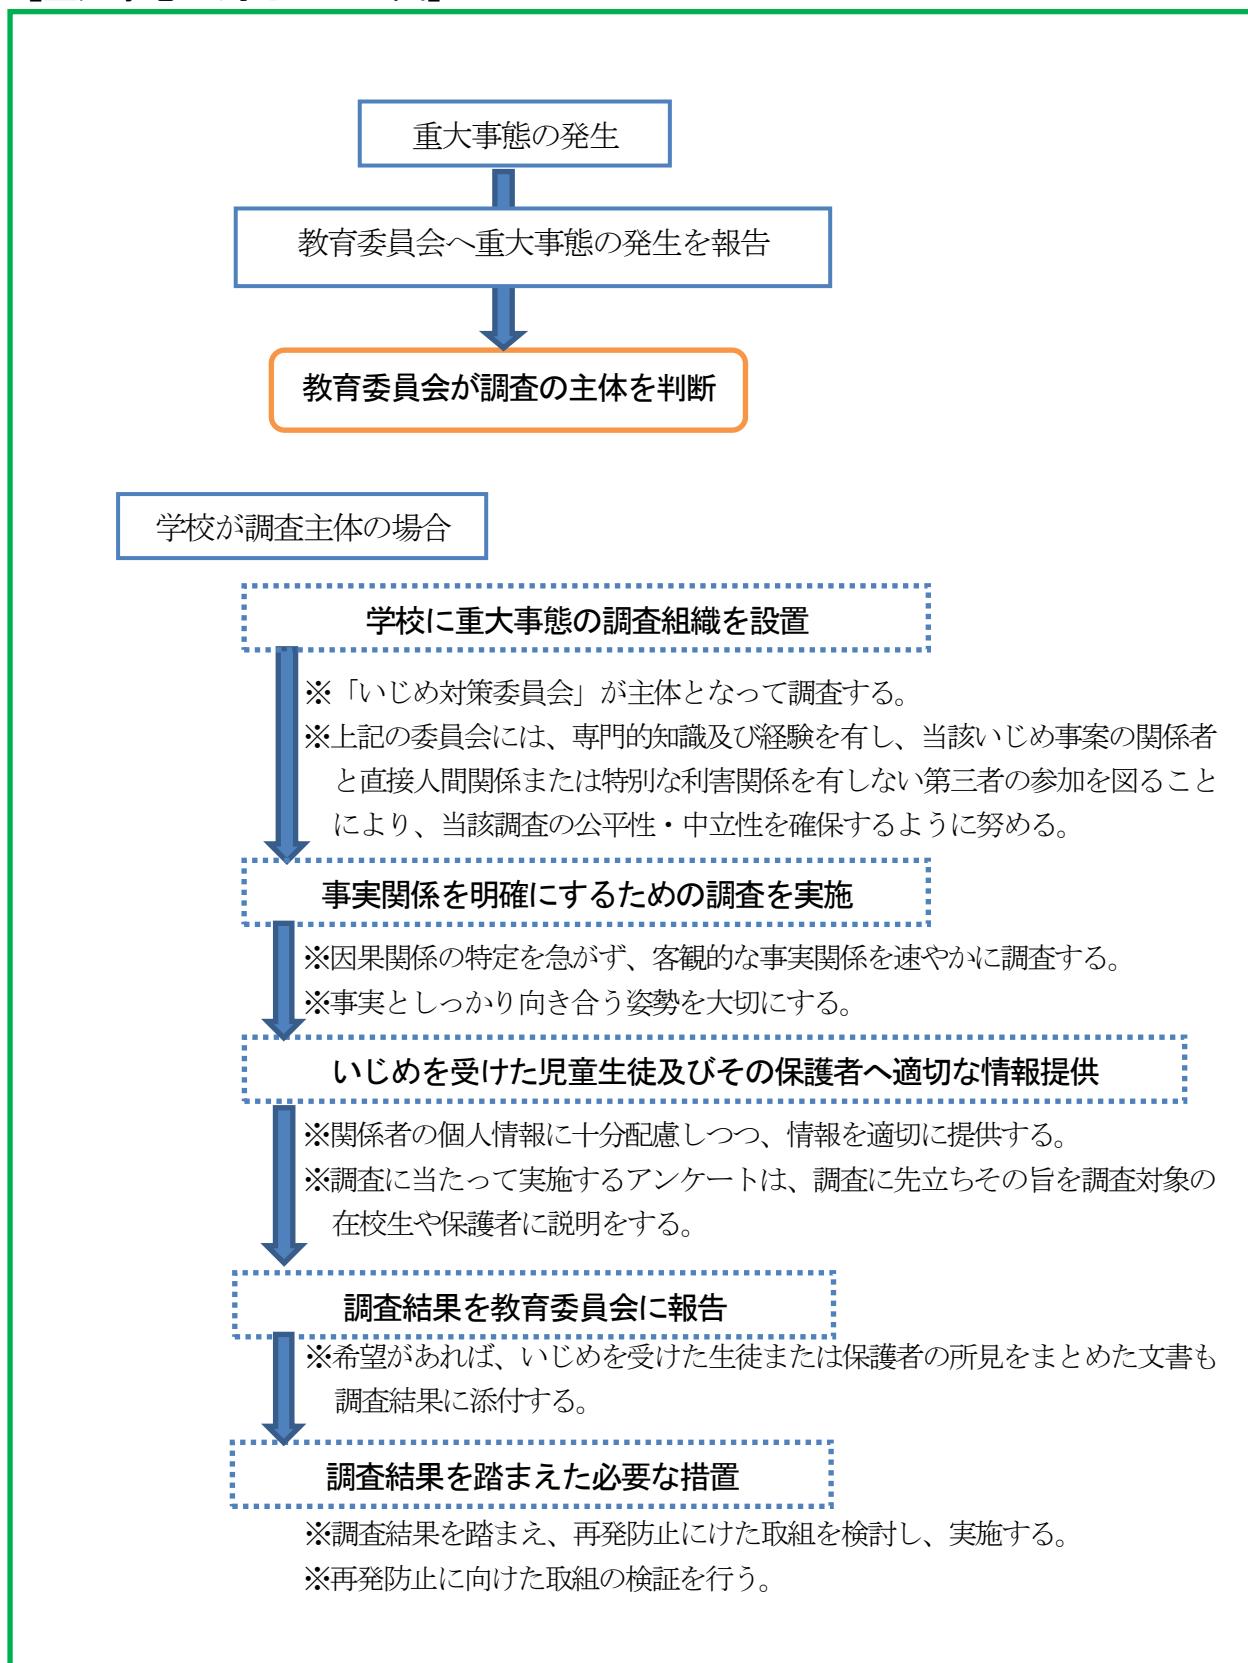 重大事態の発生
教育委員会へ重大事態の発生を報告
教育委員会が調査の主体を判断
学校が調査主体の場合
学校に重大事態の調査組織を設置
※「いじめ対策委員会」が主体となって調査する。
※上記の委員会には、専門的知識及び経験を有し、当該いじめ事案の関係者
と直接人間関係または特別な利害関係を有しない第三者の参加を図ること
により、当該調査の公平性・中立性を確保するように努める。
事実関係を明確にするための調査を実施
※因果関係の特定を急がず、客観的な事実関係を速やかに調査する。
※事実としっかり向き合う姿勢を大切にする。
いじめを受けた児童生徒及びその保護者へ適切な情報提供
※関係者の個人情報に十分配慮しつつ、情報を適切に提供する。
※調査に当たって実施するアンケートは、調査に先立ちその旨を調査対象の
在校生や保護者に説明をする。
調査結果を教育委員会に報告
※希望があれば、いじめを受けた生徒または保護者の所見をまとめた文書も
調査結果に添付する。
調査結果を踏まえた必要な措置
※調査結果を踏まえ、再発防止にけた取組を検討し、実施する。
※再発防止に向けた取組の検証を行う。